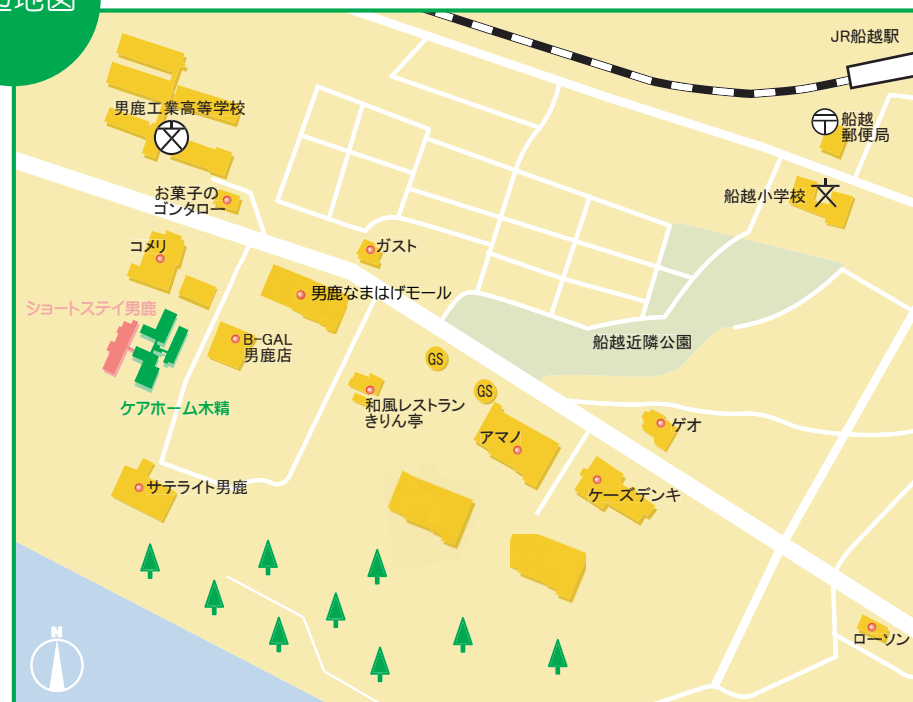 地図
JR船越駅
船越
郵便局
男鹿工業高等学校
船越小学校
お菓子の
ゴンタロー
コメリ
ガスト
男鹿なまはげモール
ショートステイ男鹿
B-GAL
男鹿店
船越近隣公園
GS
GS
ケアホーム木精
和風レストラン
きりん亭
アマノ
ゲオ
サテライト男鹿
ケーズデンキ
ローソン
N